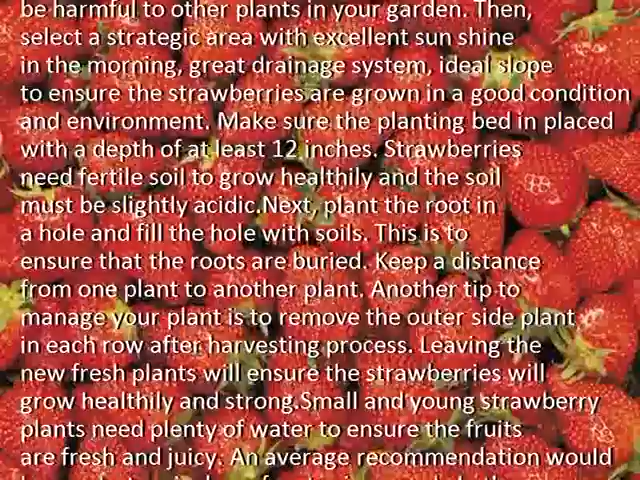 be harmful to other plants in your garden. Then,
select a strategic area with excellent sun shine
in the morning, great drainage system, ideal slope
to ensure the strawberries are grown in a good condition
and environment. Make sure the planting bed in placed
with a depth of at least 12 inches. Strawberries
need fertile soil to grow healthily and the soil
must be slightly acidic.Next, plant the root in
a hole and fill the hole with soils. This is to
ensure that the roots are buried. Keep a distance
from one plant to another plant. Another tip to
manage your plant is to remove the outer side plant
in each row after harvesting process. Leaving the
new fresh plants will ensure the strawberries will
grow healthily and strong.Small and young strawberry
plants need plenty of water to ensure the fruits
are fresh and juicy. An average recommendation would